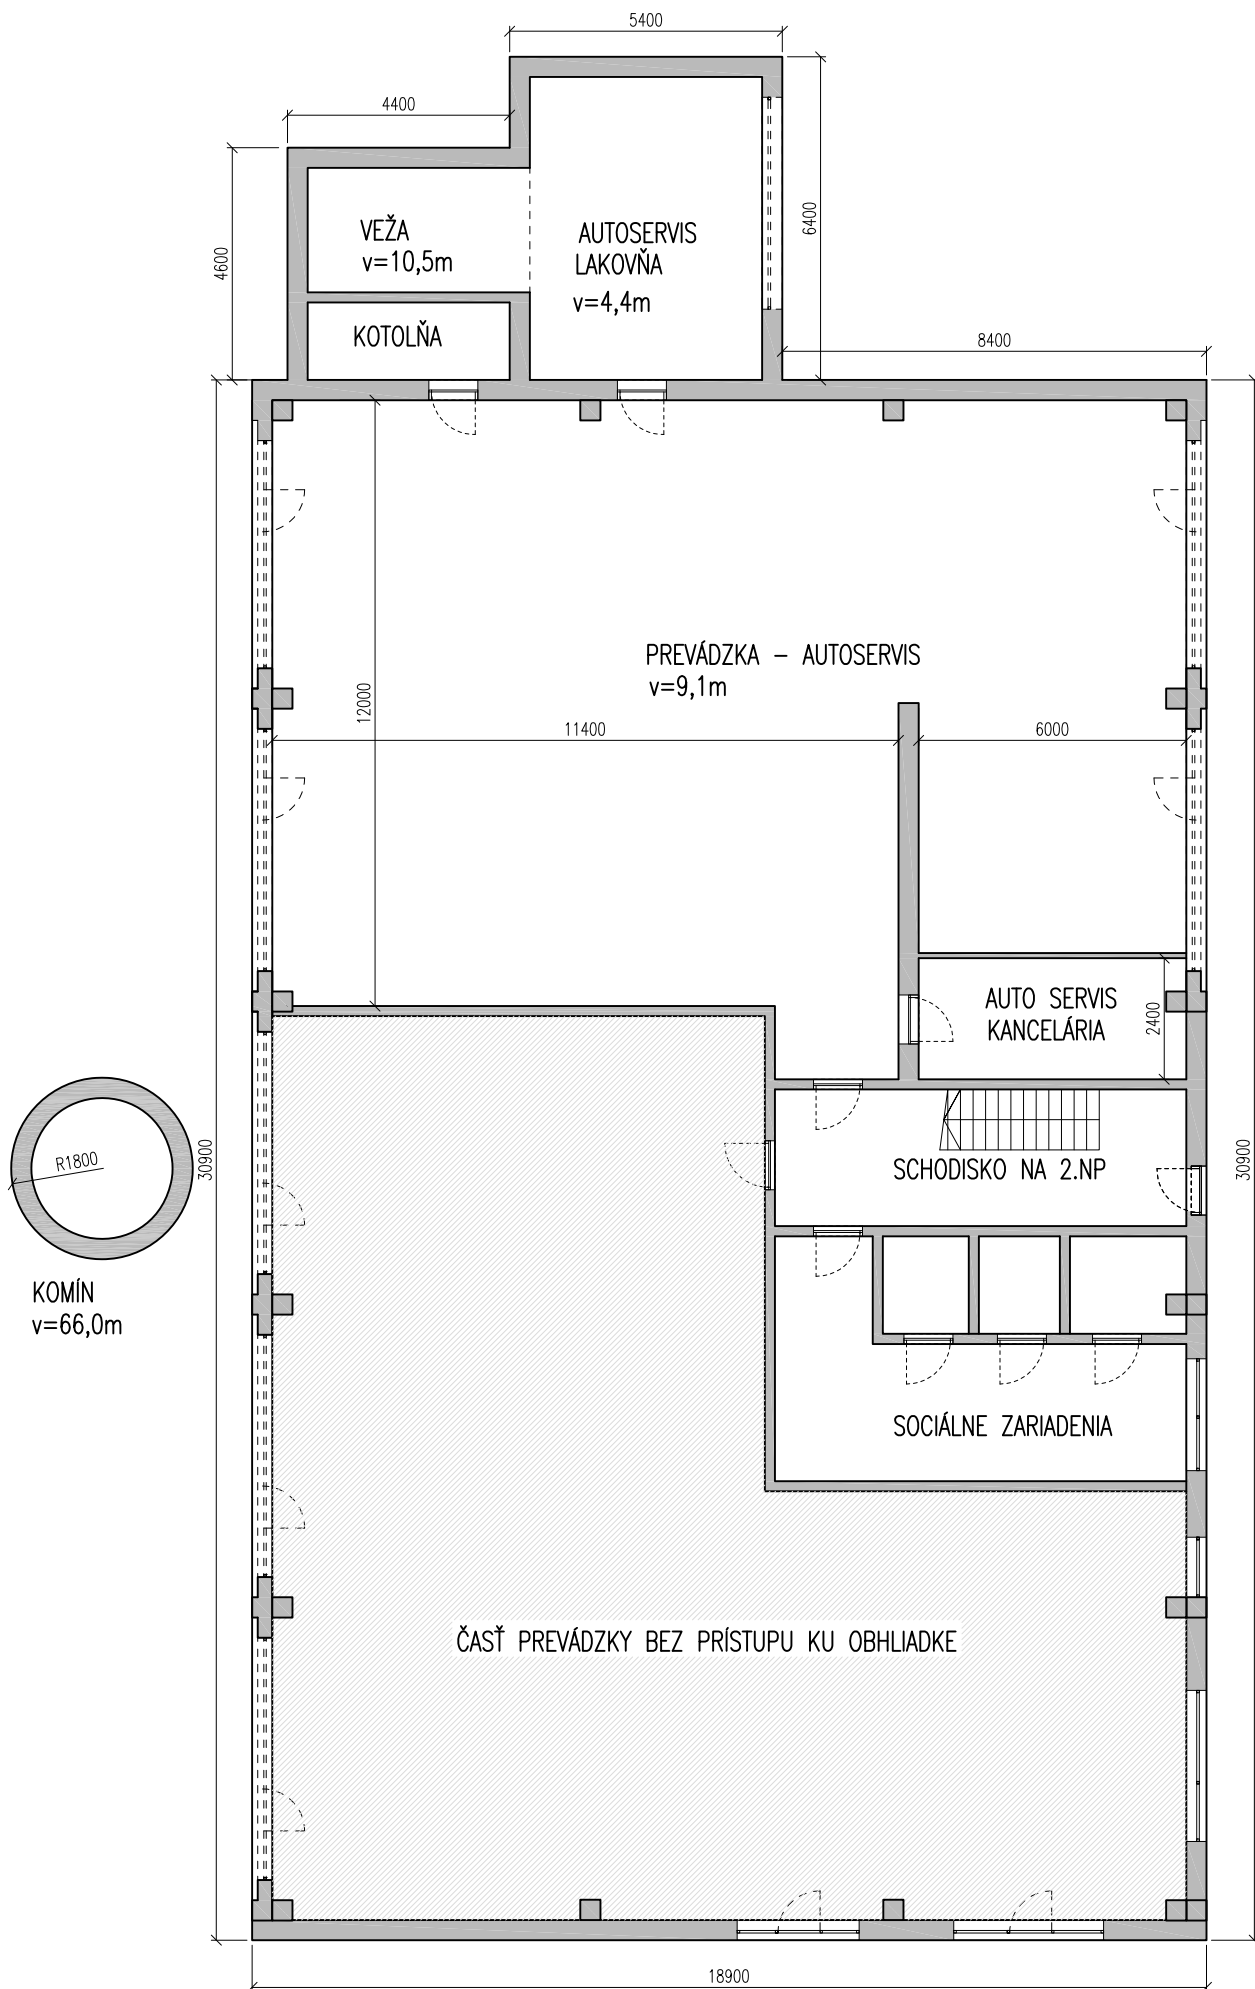 5400
4400
4600
6400
VEŽA
v=10,5m
AUTOSERVIS
LAKOVŇA
v=4,4m
KOTOLŇA
8400
PREVÁDZKA – AUTOSERVIS
v=9,1m
12000
11400
6000
AUTO SERVIS
KANCELÁRIA
2400
R1800
30900
30900
SCHODISKO NA 2.NP
KOMÍN
v=66,0m
SOCIÁLNE ZARIADENIA
ČASŤ PREVÁDZKY BEZ PRÍSTUPU KU OBHLIADKE
18900